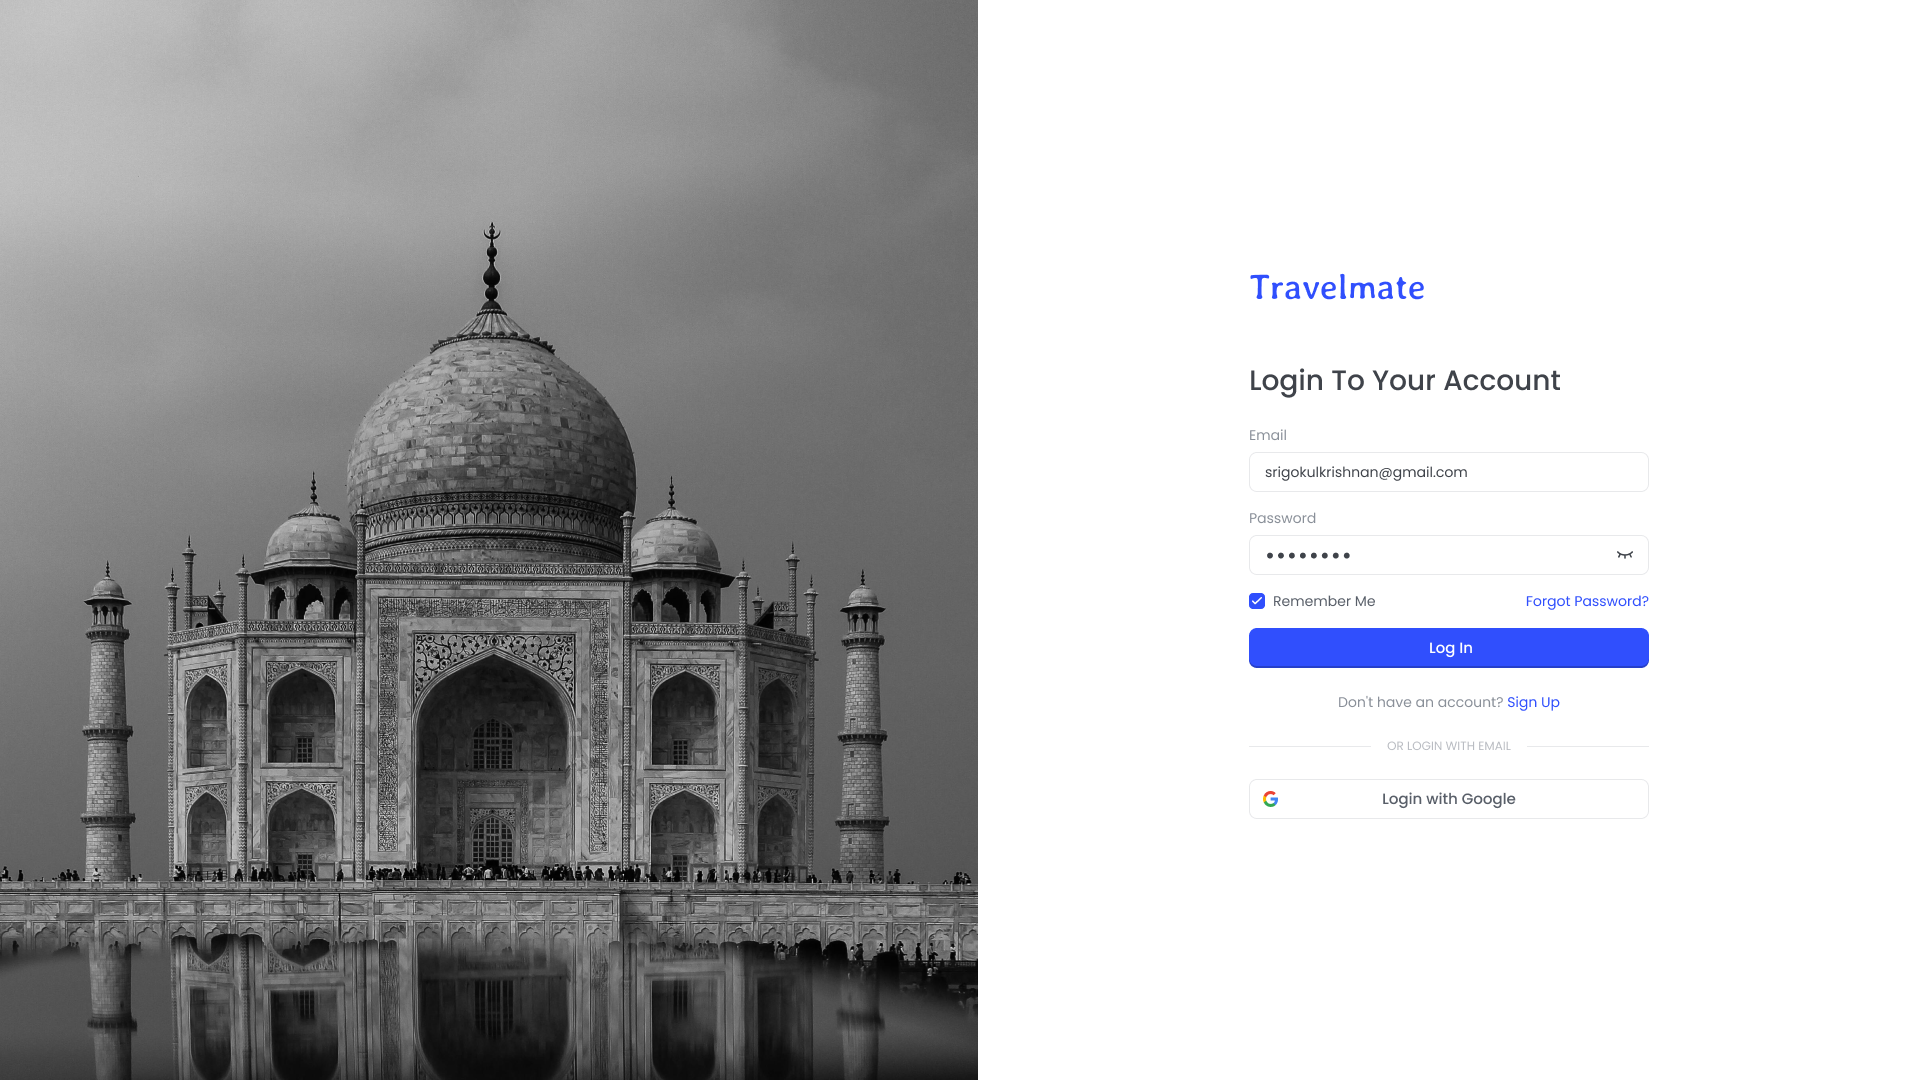 Travelmate
Login To Your Account
Email
srigokulkrishnan@gmail.com
Password
••••••••
Remember Me
Forgot Password?
Log In
Don't have an account? Sign Up
OR LOGIN WITH EMAIL
Login with Google